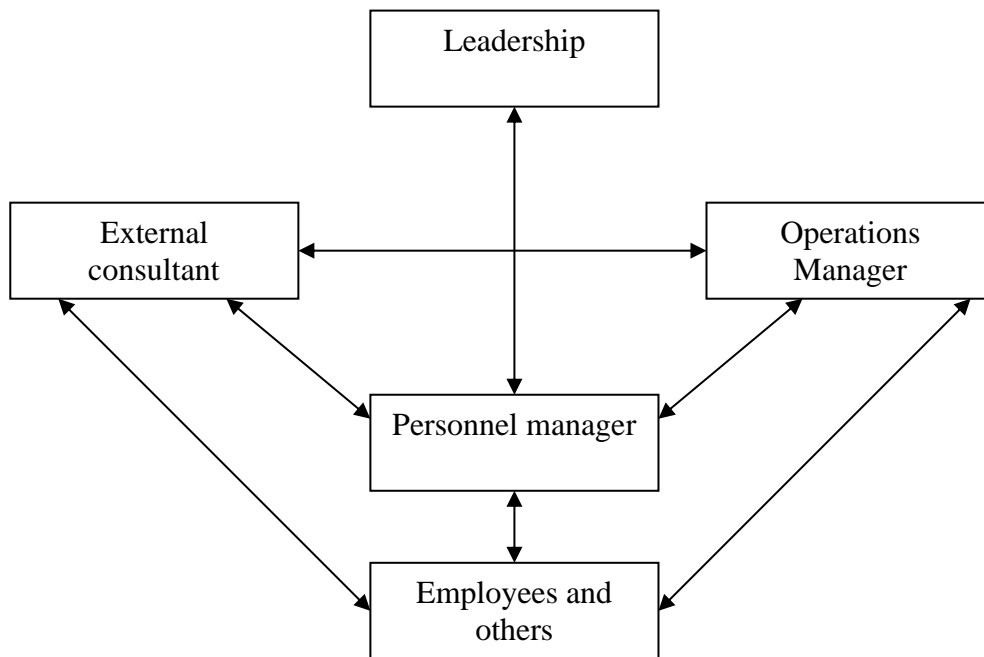 Leadership
External
consultant
Operations
Manager
Personnel manager
Employees and
others